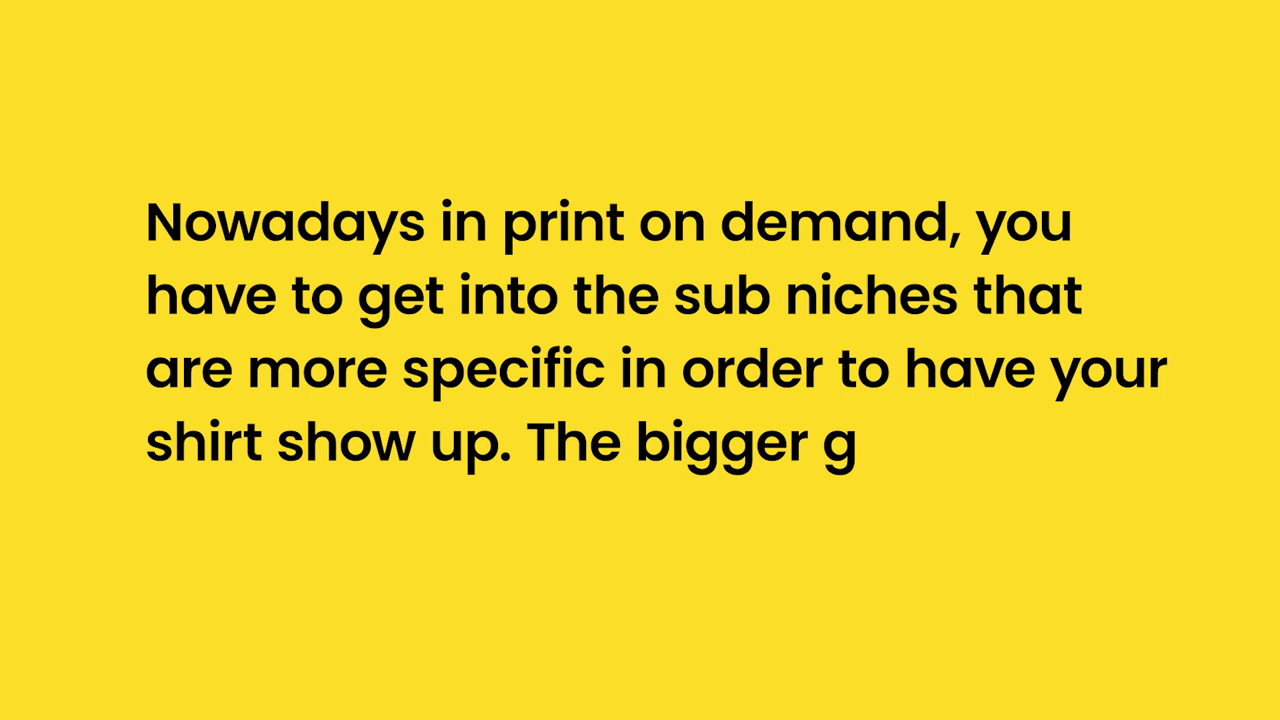 Nowadays in print on demand, you
have to get into the sub niches that
are more specific in order to have your
shirt show up. The bigger g